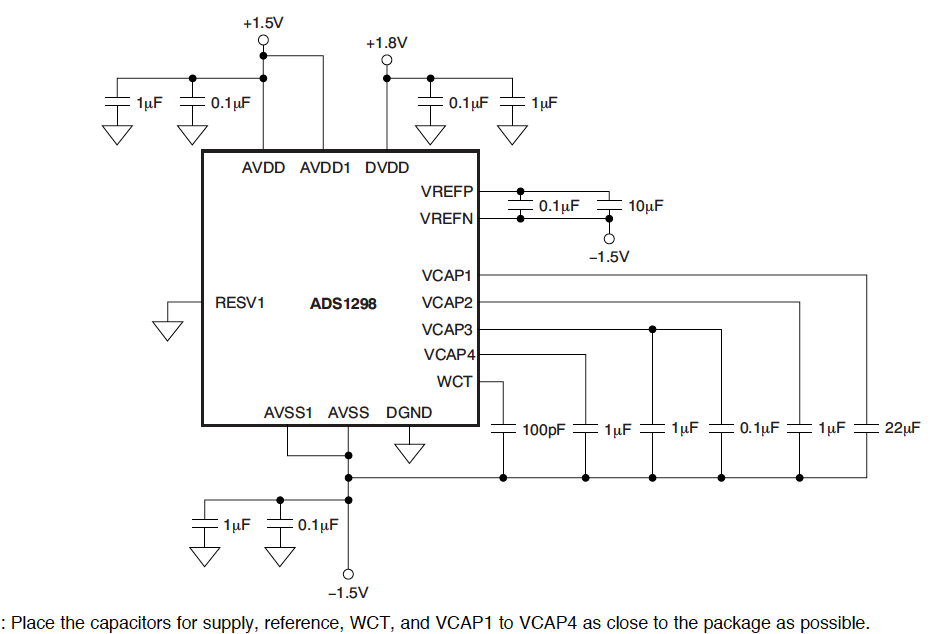 +1.5V
+1.8V
1µF 0.1µF 0.1µF 1µF
AVDD AVDD1 DVDD
VREFP
0.1µF 10µF
VREFN
−1.5V
VCAP1
RESV1 ADS1298 VCAP2
VCAP3
VCAP4
WCT
AVSS1 AVSS DGND
100pF 1µF 1µF 0.1µF 1µF 22µF
1µF 0.1µF
−1.5V
: Place the capacitors for supply, reference, WCT, and VCAP1 to VCAP4 as close to the package as possible.